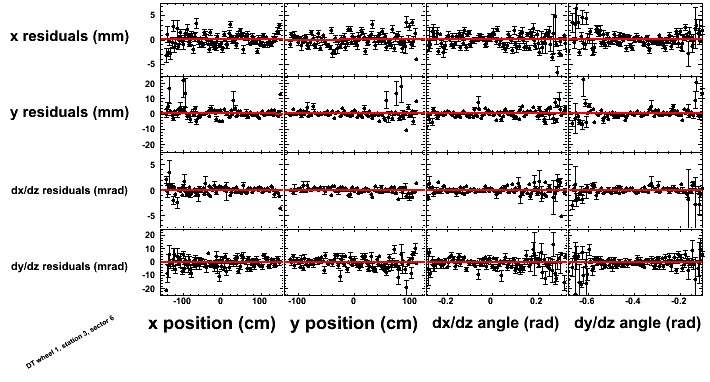 x residuals (mm)
5
0
-5
y residuals (mm)
20
10
0
-10
-20
dx/dz residuals (mrad)
5
0
-5
dy/dz residuals (mrad)
20
10
0
-10
-20
-100 0 100 -100 0 100 -0.2 0 0.2 -0.6 -0.4 -0.2
x position (cm) y position (cm) dx/dz angle (rad) dy/dz angle (rad)
DT wheel 1, station 3, sector 6